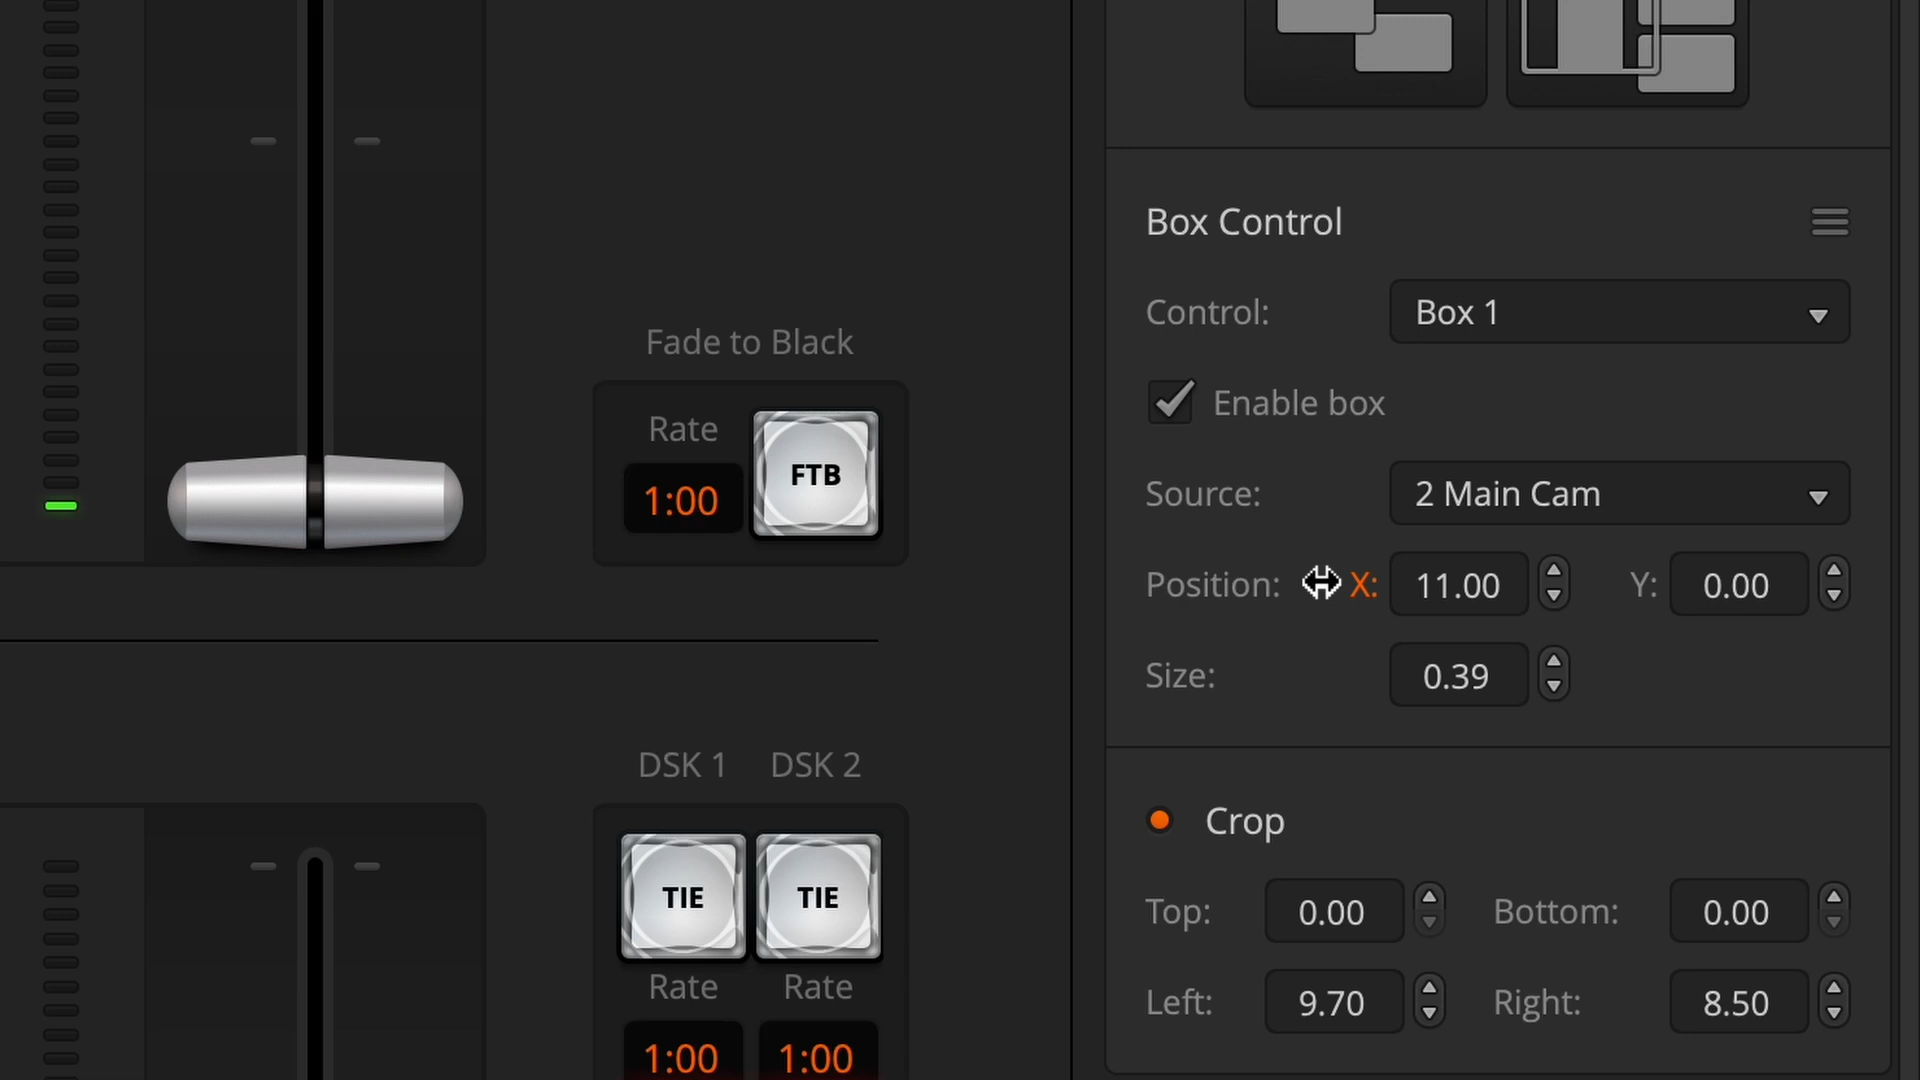 Fade to Black
Rate
1:00
FTB
DSK 1
DSK 2
TIE
TIE
Rate
Rate
1:00
1:00
Box Control
Control:
Box 1
Enable box
Source:
2 Main Cam
Position:
X:
11.00
Y:
0.00
Size:
0.39
Crop
Top:
0.00
Bottom:
0.00
Left:
9.70
Right:
8.50